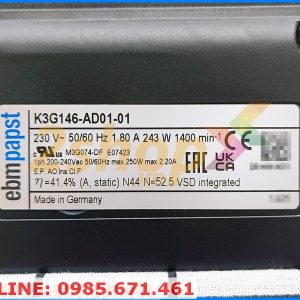 ebmpapst
K3G146-AD01-01
230 V~ 50/60 Hz 1.80 A 243 W 1400 min-1
M3G074-DF E07423
1ph 200-240Vac 50/60Hz max.250W max 2.20A
E.P. AO Ins.Cl.F
EAC
UKCA
η=41.4% (A, static) N44 N=52.5 VSD integrated
Made in Germany
LINE: 0985.671.461